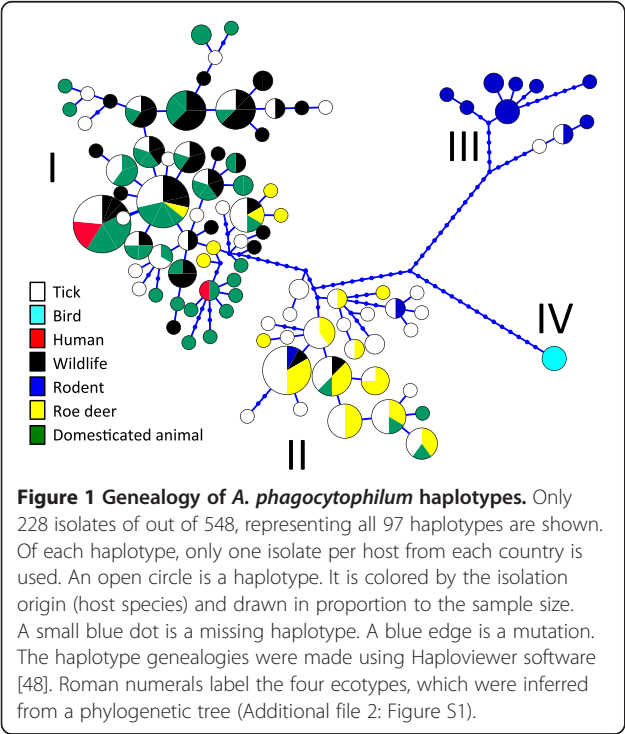 I
III
IV
II
Tick
Bird
Human
Wildlife
Rodent
Roe deer
Domesticated animal
Figure 1 Genealogy of A. phagocytophilum haplotypes. Only
228 isolates of out of 548, representing all 97 haplotypes are shown.
Of each haplotype, only one isolate per host from each country is
used. An open circle is a haplotype. It is colored by the isolation
origin (host species) and drawn in proportion to the sample size.
A small blue dot is a missing haplotype. A blue edge is a mutation.
The haplotype genealogies were made using Haploviewer software
[48]. Roman numerals label the four ecotypes, which were inferred
from a phylogenetic tree (Additional file 2: Figure S1).